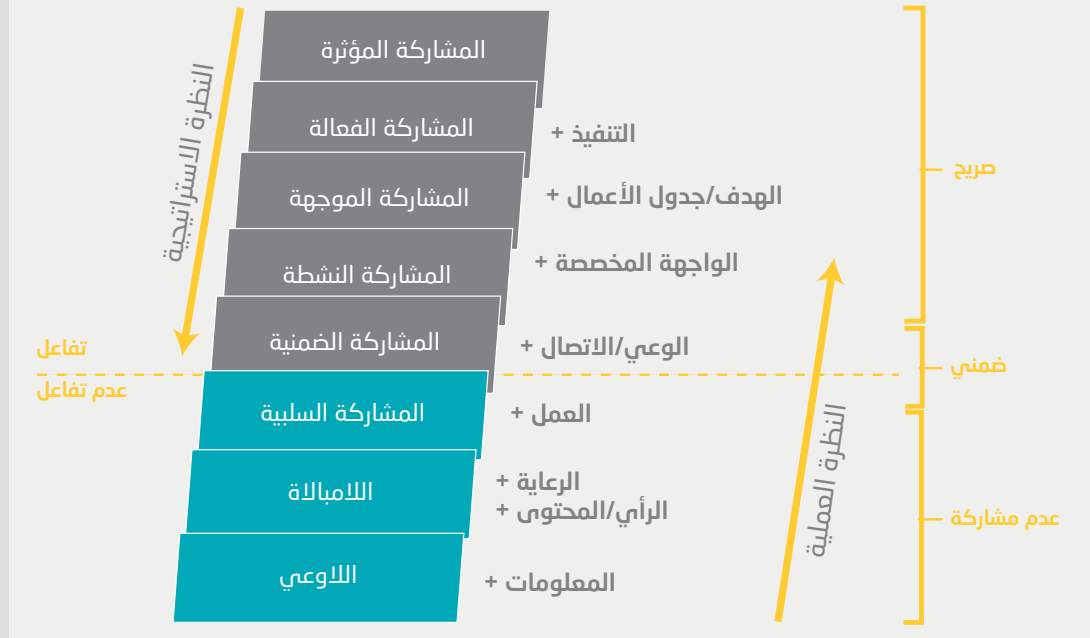 المشاركة المؤثرة
النظرة الاستراتيجية
المشاركة الفعالة
التنفيذ +
صريح
المشاركة الموجهة
الهدف/جدول الأعمال +
المشاركة النشطة
الواجهة المخصصة +
المشاركة الضمنية
الوعي/الاتصال +
تفاعل
ضمني
عدم تفاعل
المشاركة السلبية
العمل +
النظرة العملية
اللامبالاة
الرعاية +
الرأي/المحتوى +
عدم مشاركة
اللاوعي
المعلومات +